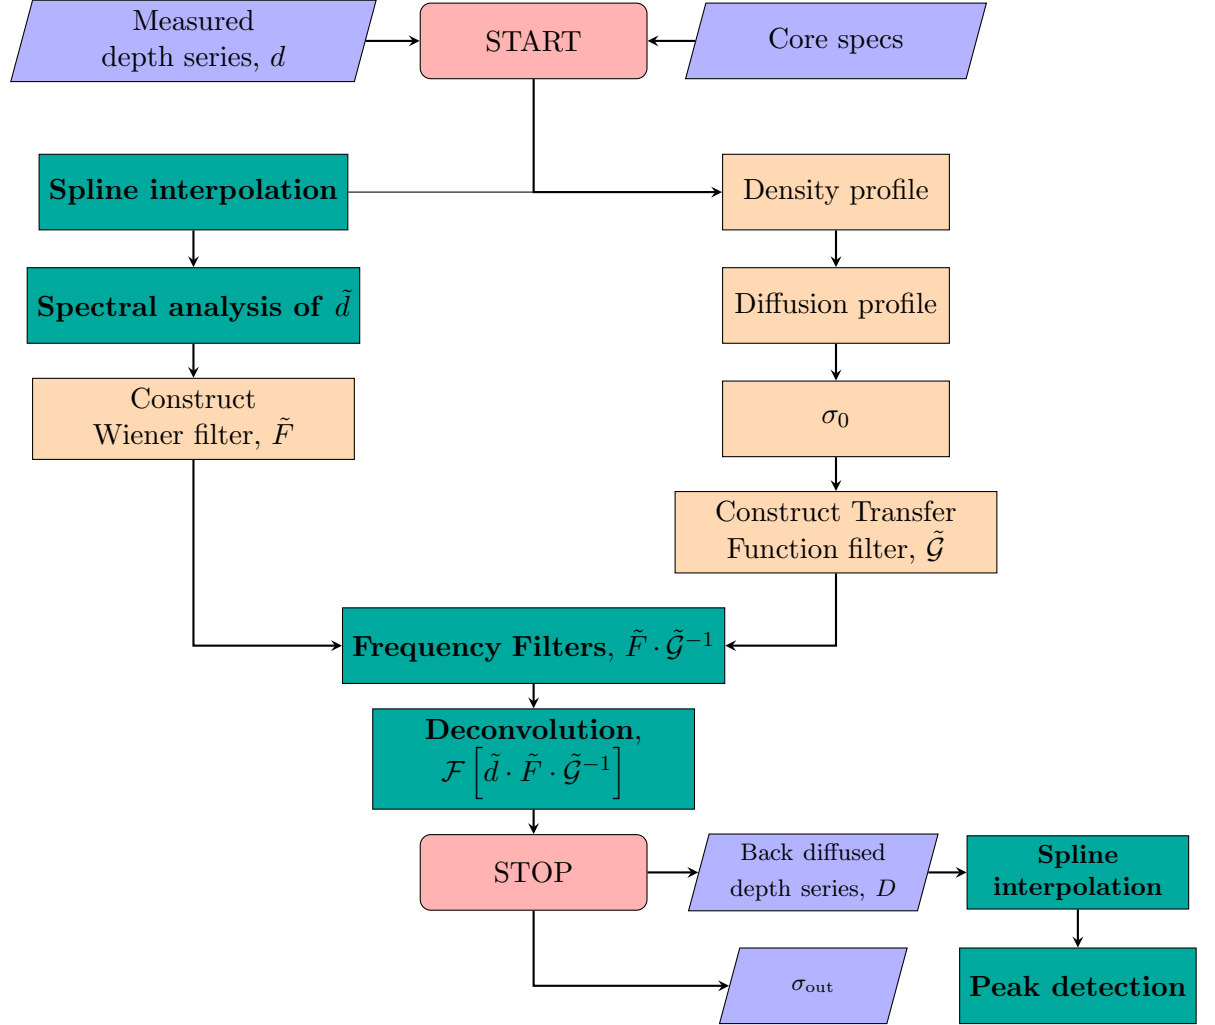 Measured
depth series, d
START
Core specs
Spline interpolation
Density profile
Spectral analysis of d̃
Diffusion profile
Construct
Wiener filter, F̃
σ₀
Construct Transfer
Function filter, 𝒢̃
Frequency Filters, F̃ · 𝒢̃⁻¹
Deconvolution,
ℱ [d̃ · F̃ · 𝒢̃⁻¹]
STOP
Back diffused
depth series, D
Spline
interpolation
σ_out
Peak detection